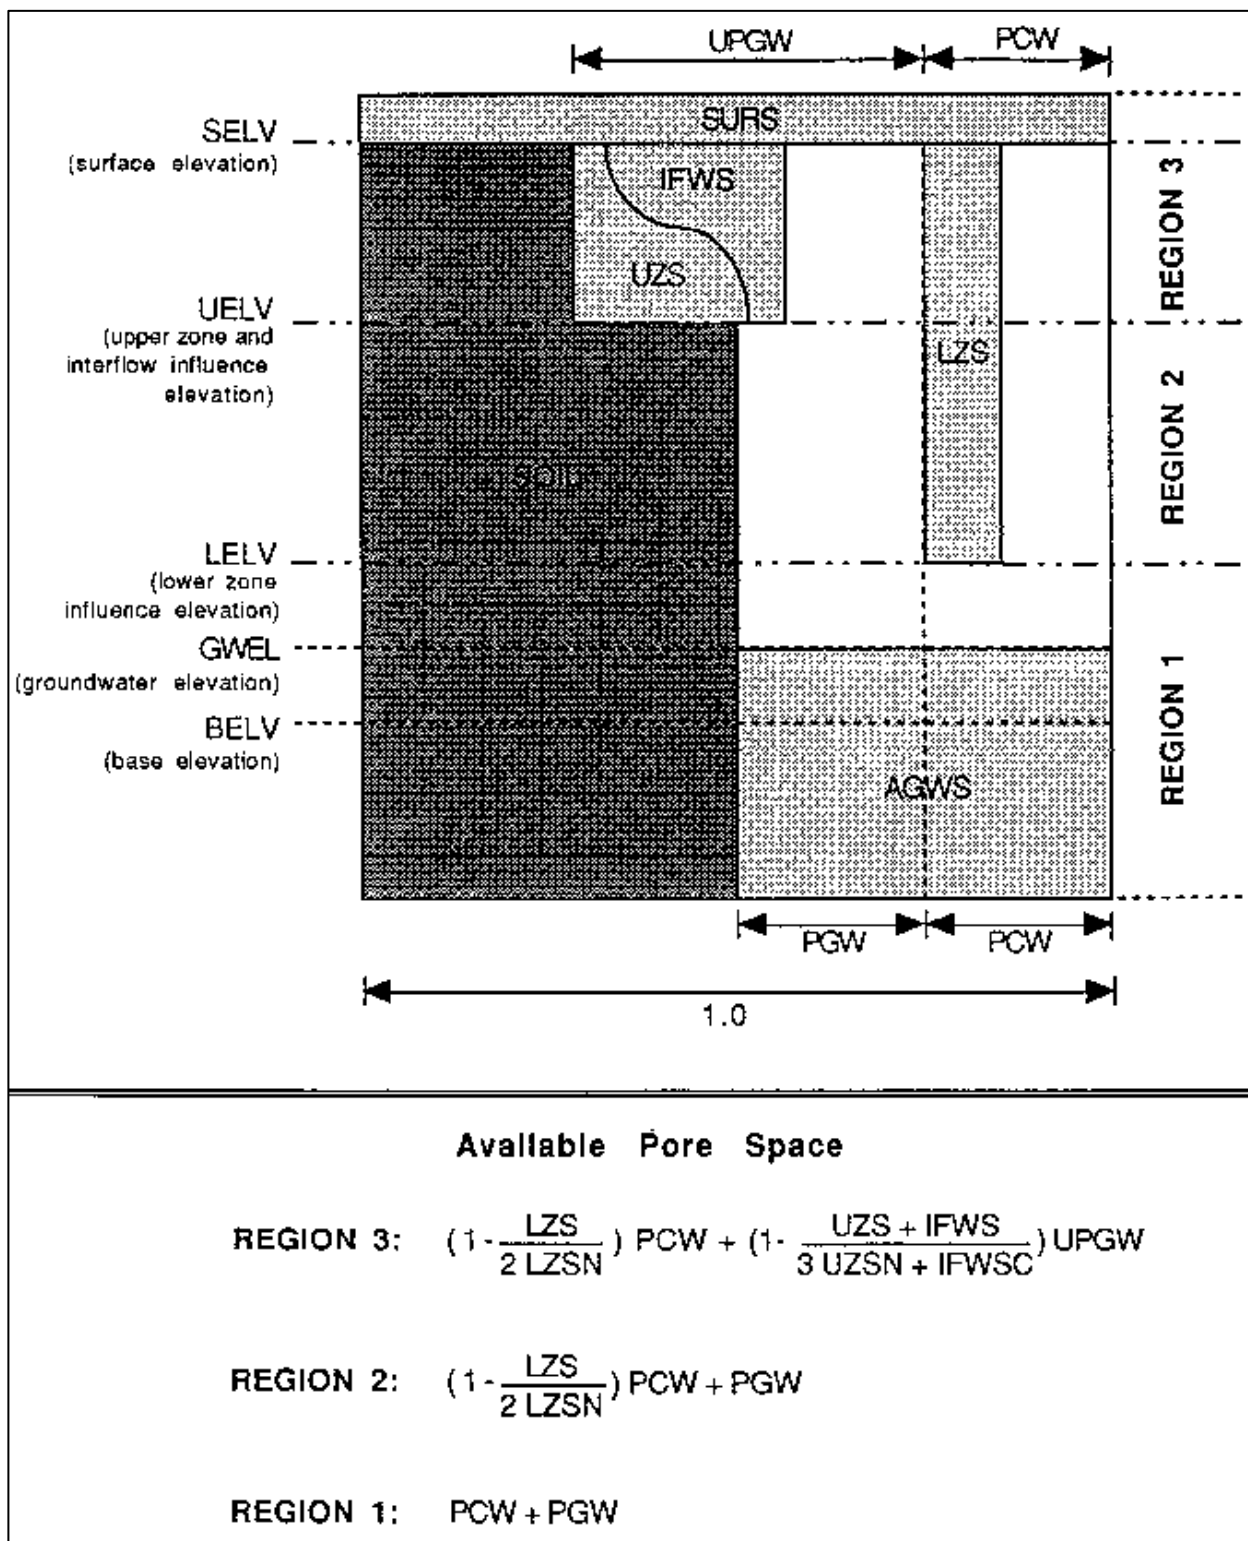 UPGW PCW
SURS
SELV
(surface elevation)
IFWS
UZS
REGION 3
UELV
(upper zone and
interflow influence
elevation)
LZS
REGION 2
SOIL
LELV
(lower zone
influence elevation)
GWEL
(groundwater elevation)
BELV
(base elevation)
AGWS
REGION 1
PGW PCW
1.0
Available Pore Space
REGION 3: (1 - LZS / 2 LZSN) PCW + (1 - UZS + IFWS / 3 UZSN + IFWSC) UPGW
REGION 2: (1 - LZS / 2 LZSN) PCW + PGW
REGION 1: PCW + PGW